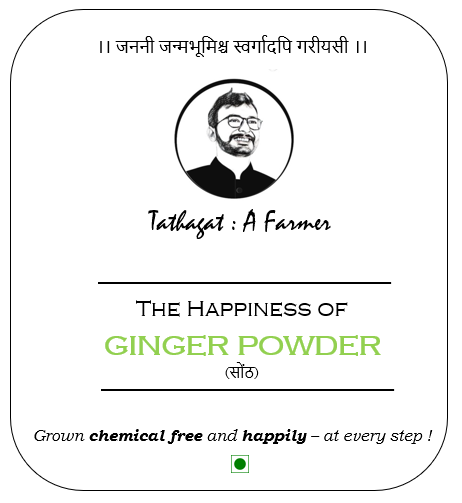 ।। जननी जन्मभूमिश्च स्वर्गादपि गरीयसी ।।
Tathagat : A Farmer
THE HAPPINESS OF
GINGER POWDER
(सोंठ)
Grown chemical free and happily – at every step !